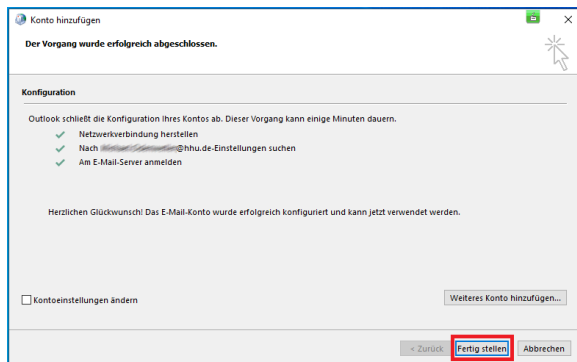 Konto hinzufügen
Der Vorgang wurde erfolgreich abgeschlossen.
Konfiguration
Outlook schließt die Konfiguration Ihres Kontos ab. Dieser Vorgang kann einige Minuten dauern.
Netzwerkverbindung herstellen
Nach @hhu.de-Einstellungen suchen
Am E-Mail-Server anmelden
Herzlichen Glückwunsch! Das E-Mail-Konto wurde erfolgreich konfiguriert und kann jetzt verwendet werden.
Kontoeinstellungen ändern
Weiteres Konto hinzufügen...
< Zurück Fertig stellen Abbrechen